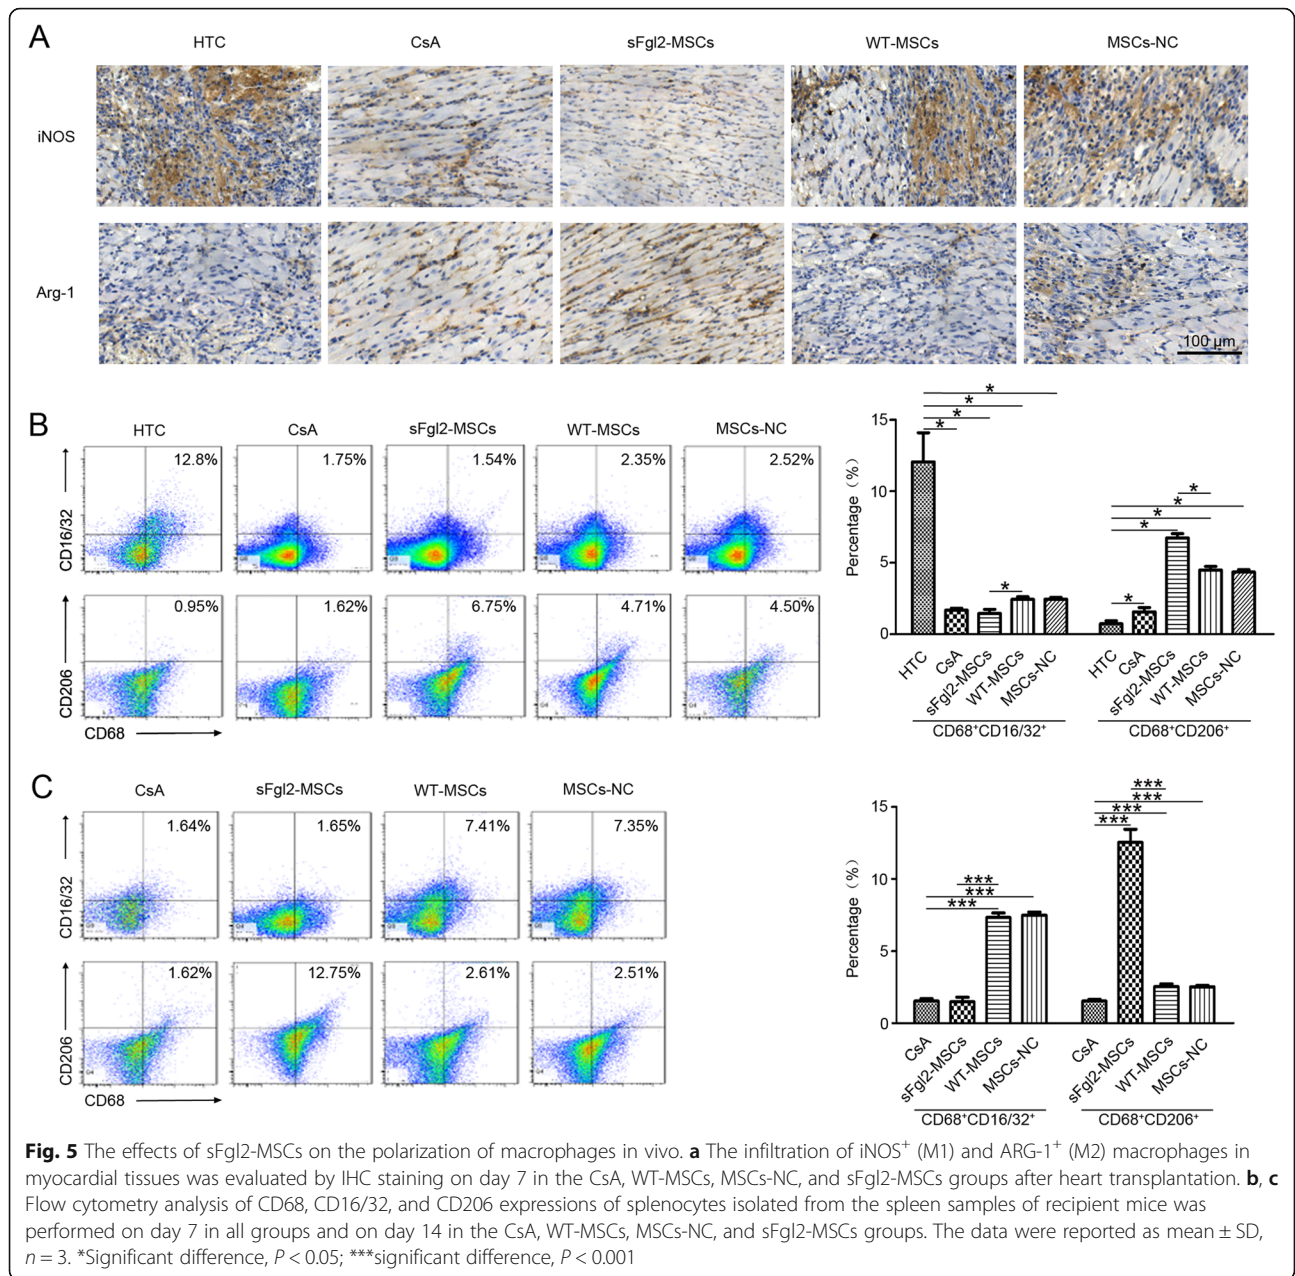 A
HTC CsA sFgl2-MSCs WT-MSCs MSCs-NC
iNOS
Arg-1
100 μm
B
HTC CsA sFgl2-MSCs WT-MSCs MSCs-NC
12.8% 1.75% 1.54% 2.35% 2.52%
CD16/32
0.95% 1.62% 6.75% 4.71% 4.50%
CD206
CD68
Percentage (%)
15
10
5
0
* * * * * * * * * *
HTC CsA sFgl2-MSCs WT-MSCs MSCs-NC HTC CsA sFgl2-MSCs WT-MSCs MSCs-NC
CD68⁺CD16/32⁺ CD68⁺CD206⁺
C
CsA sFgl2-MSCs WT-MSCs MSCs-NC
1.64% 1.65% 7.41% 7.35%
CD16/32
1.62% 12.75% 2.61% 2.51%
CD206
CD68
Percentage (%)
15
10
5
0
*** *** *** *** *** *** ***
CsA sFgl2-MSCs WT-MSCs MSCs-NC CsA sFgl2-MSCs WT-MSCs MSCs-NC
CD68⁺CD16/32⁺ CD68⁺CD206⁺
Fig. 5 The effects of sFgl2-MSCs on the polarization of macrophages in vivo. a The infiltration of iNOS⁺ (M1) and ARG-1⁺ (M2) macrophages in
myocardial tissues was evaluated by IHC staining on day 7 in the CsA, WT-MSCs, MSCs-NC, and sFgl2-MSCs groups after heart transplantation. b, c
Flow cytometry analysis of CD68, CD16/32, and CD206 expressions of splenocytes isolated from the spleen samples of recipient mice was
performed on day 7 in all groups and on day 14 in the CsA, WT-MSCs, MSCs-NC, and sFgl2-MSCs groups. The data were reported as mean ± SD,
n = 3. *Significant difference, P < 0.05; ***significant difference, P < 0.001